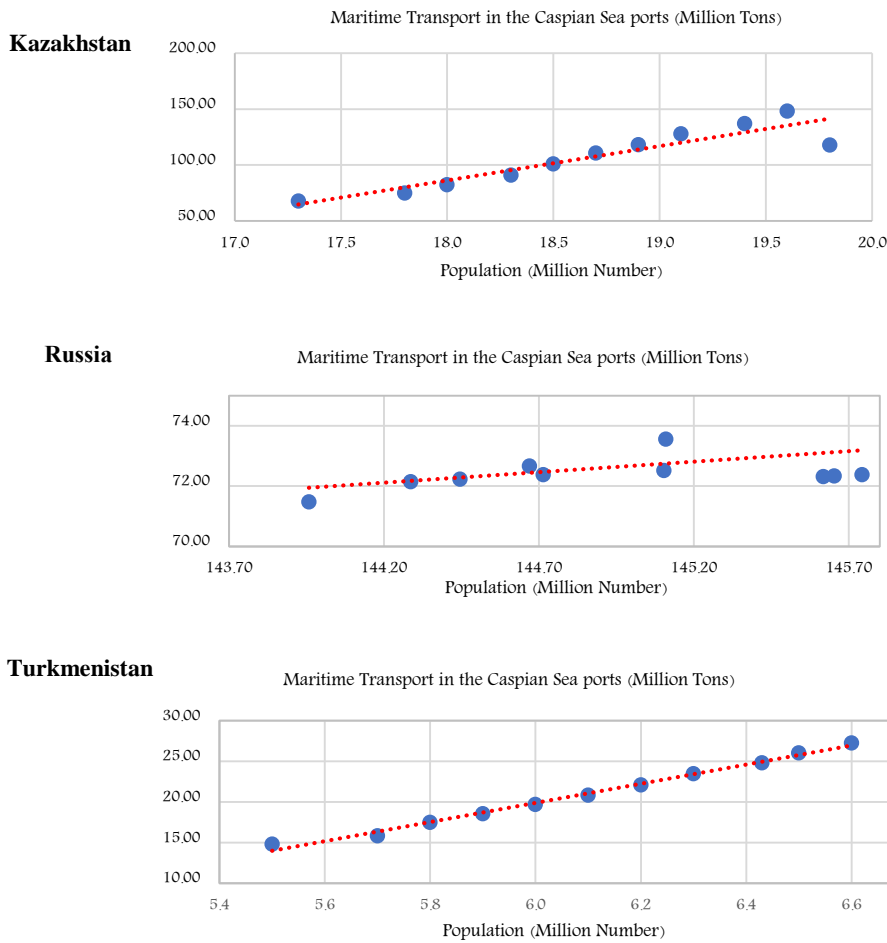 Kazakhstan
Maritime Transport in the Caspian Sea ports (Million Tons)
200.00
150.00
100.00
50.00
17.0 17.5 18.0 18.5 19.0 19.5 20.0
Population (Million Number)
Russia
Maritime Transport in the Caspian Sea ports (Million Tons)
74.00
72.00
70.00
143.70 144.20 144.70 145.20 145.70
Population (Million Number)
Turkmenistan
Maritime Transport in the Caspian Sea ports (Million Tons)
30.00
25.00
20.00
15.00
10.00
5.4 5.6 5.8 6.0 6.2 6.4 6.6
Population (Million Number)